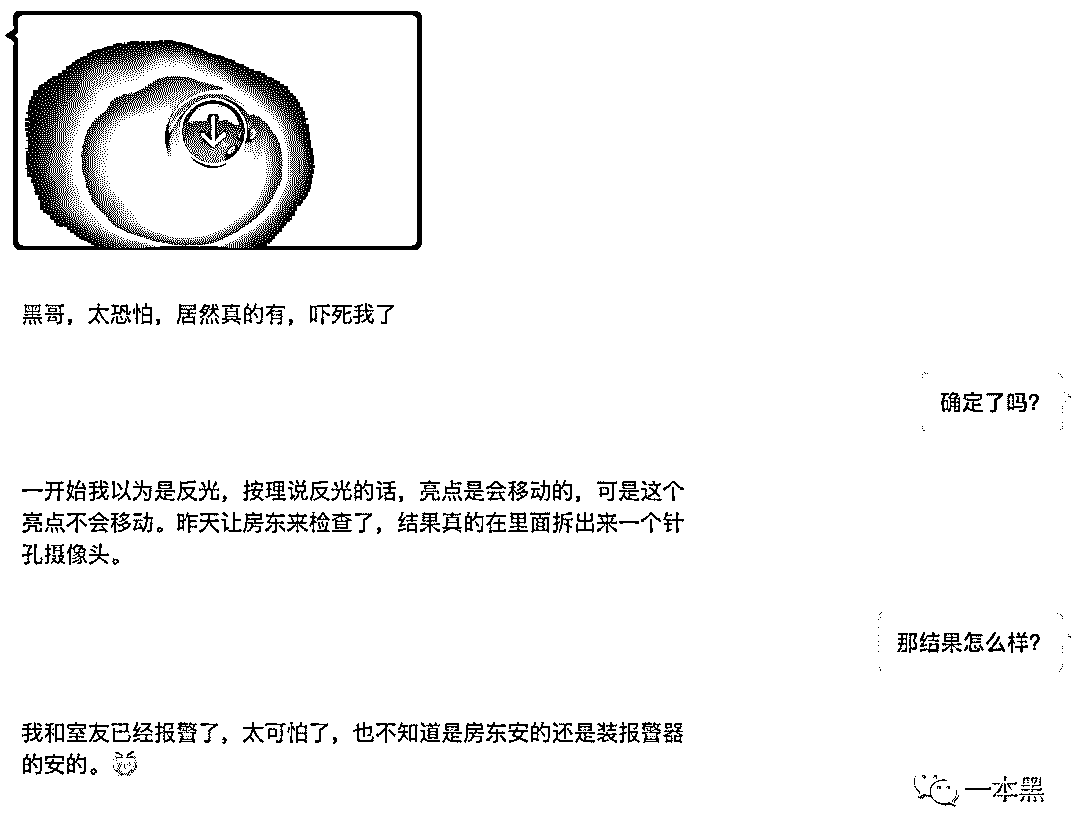 黑哥，太恐怕，居然真的有，吓死我了
确定了吗？
一开始我以为是反光，按理说反光的话，亮点是会移动的，可是这个
亮点不会移动。昨天让房东来检查了，结果真的在里面拆出来一个针
孔摄像头。
那结果怎么样？
我和室友已经报警了，太可怕了，也不知道是房东安的还是装报警器
的安的。
一本黑